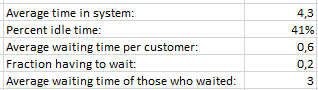 Average time in system: 4,3
Percent idle time: 41%
Average waiting time per customer: 0,6
Fraction having to wait: 0,2
Average waiting time of those who waited: 3